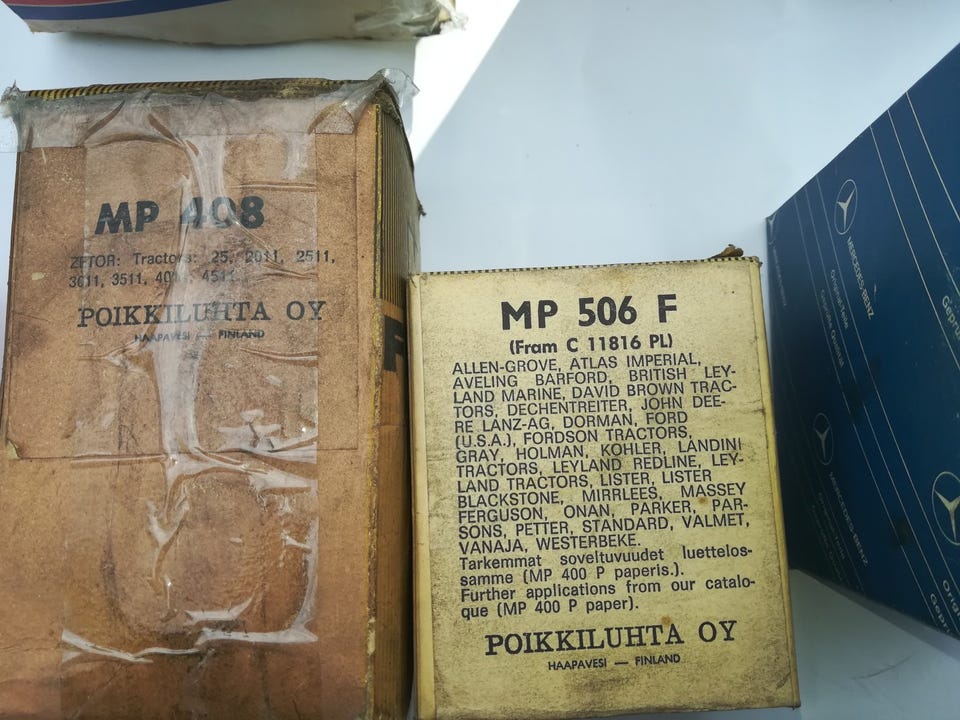 MP 408
ZETOR: Tractors: 25, 2011, 2511,
3011, 3511, 4011, 4511.
POIKKILUHTA OY
HAAPAVESI — FINLAND
MP 506 F
(Fram C 11816 PL)
ALLEN-GROVE, ATLAS IMPERIAL,
AVELING BARFORD, BRITISH LEY-
LAND MARINE, DAVID BROWN TRAC-
TORS, DECHENTREITER, JOHN DEE-
RE LANZ-AG, DORMAN, FORD
(U.S.A.), FORDSON TRACTORS,
GRAY, HOLMAN, KOHLER, LANDINI
TRACTORS, LEYLAND REDLINE, LEY-
LAND TRACTORS, LISTER, LISTER
BLACKSTONE, MIRRLEES, MASSEY
FERGUSON, ONAN, PARKER, PAR-
SONS, PETTER, STANDARD, VALMET,
VANAJA, WESTERBEKE.
Tarkemmat soveltuvuudet luettelos-
samme (MP 400 P paperis.).
Further applications from our catalo-
que (MP 400 P paper).
POIKKILUHTA OY
HAAPAVESI — FINLAND
MERCEDES-BENZ
Original-Teile
MERCEDES-BENZ